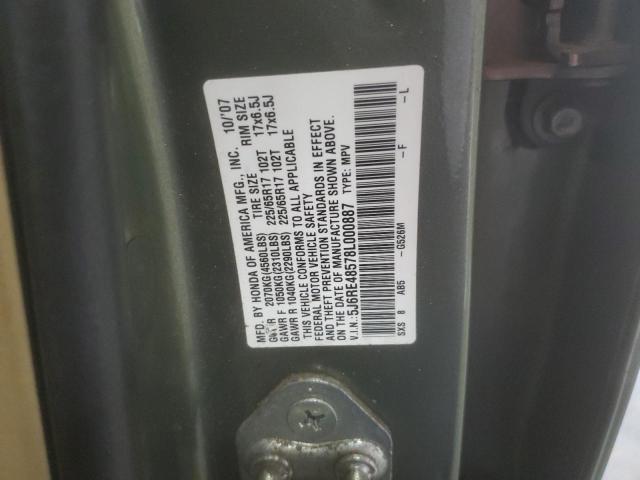 MFD. BY HONDA OF AMERICA MFG., INC. 10/'07
TIRE SIZE RIM SIZE
GVWR 2070KG(4560LBS) 225/65R17 102T 17x6.5J
GAWR F 1050KG(2310LBS) 225/65R17 102T 17x6.5J
GAWR R 1040KG(2290LBS)
THIS VEHICLE CONFORMS TO ALL APPLICABLE
FEDERAL MOTOR VEHICLE SAFETY
AND THEFT PREVENTION STANDARDS IN EFFECT
ON THE DATE OF MANUFACTURE SHOWN ABOVE.
V.I.N.:5J6RE48578L000887 TYPE: MPV
SXS 8 AB5 -G526M -F -L